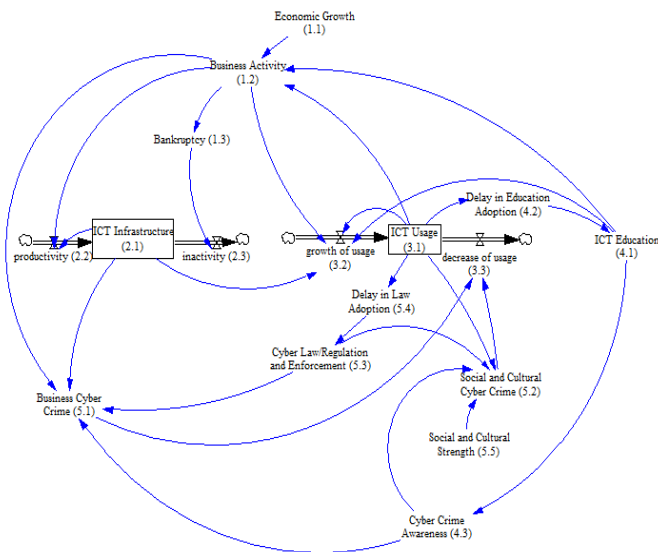 Economic Growth
(1.1)
Business Activity
(1.2)
Bankruptcy (1.3)
ICT Infrastructure
(2.1)
productivity (2.2)
inactivity (2.3)
growth of usage
(3.2)
ICT Usage
(3.1)
decrease of usage
(3.3)
Delay in Education
Adoption (4.2)
ICT Education
(4.1)
Delay in Law
Adoption (5.4)
Cyber Law/Regulation
and Enforcement (5.3)
Business Cyber
Crime (5.1)
Social and Cultural
Cyber Crime (5.2)
Social and Cultural
Strength (5.5)
Cyber Crime
Awareness (4.3)